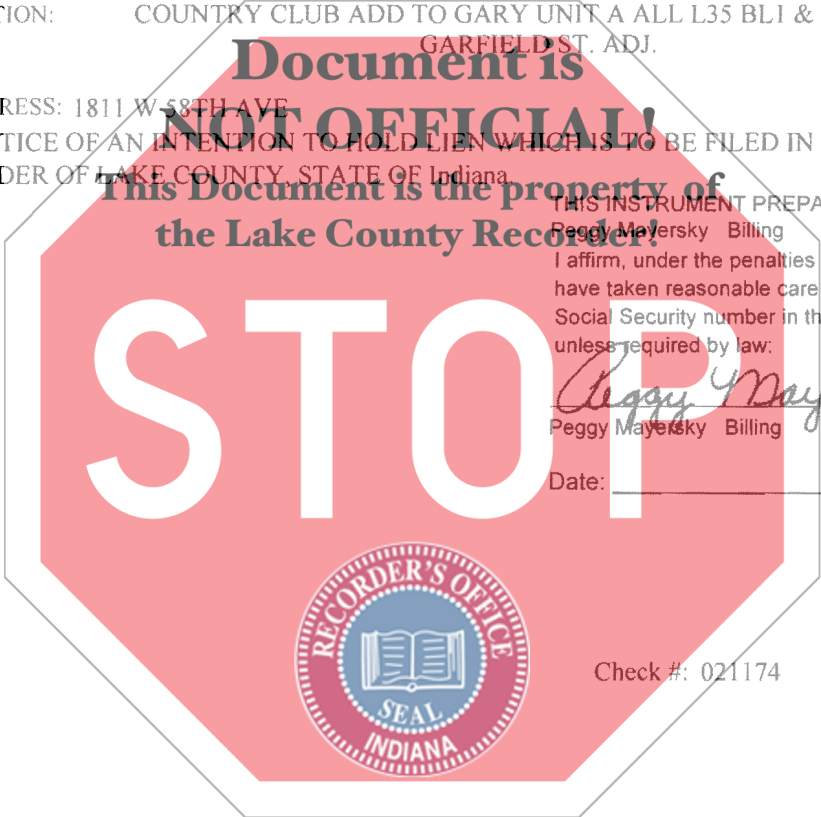 TION: COUNTRY CLUB ADD TO GARY UNIT A ALL L35 BL1 &
GARFIELD ST. ADJ.
Document is
RESS: 1811 W 58TH AVE
NOT OFFICIAL!
TICE OF AN INTENTION TO HOLD LIEN WHICH IS TO BE FILED IN
DER OF LAKE COUNTY, STATE OF Indiana.
This Document is the property of
the Lake County Recorder!
THIS INSTRUMENT PREPA
Peggy Mayersky Billing
I affirm, under the penalties
have taken reasonable care
Social Security number in th
unless required by law:
Peggy May
Peggy Mayersky Billing
Date:
STOP
RECORDER'S OFFICE
SEAL
INDIANA
Check #: 021174